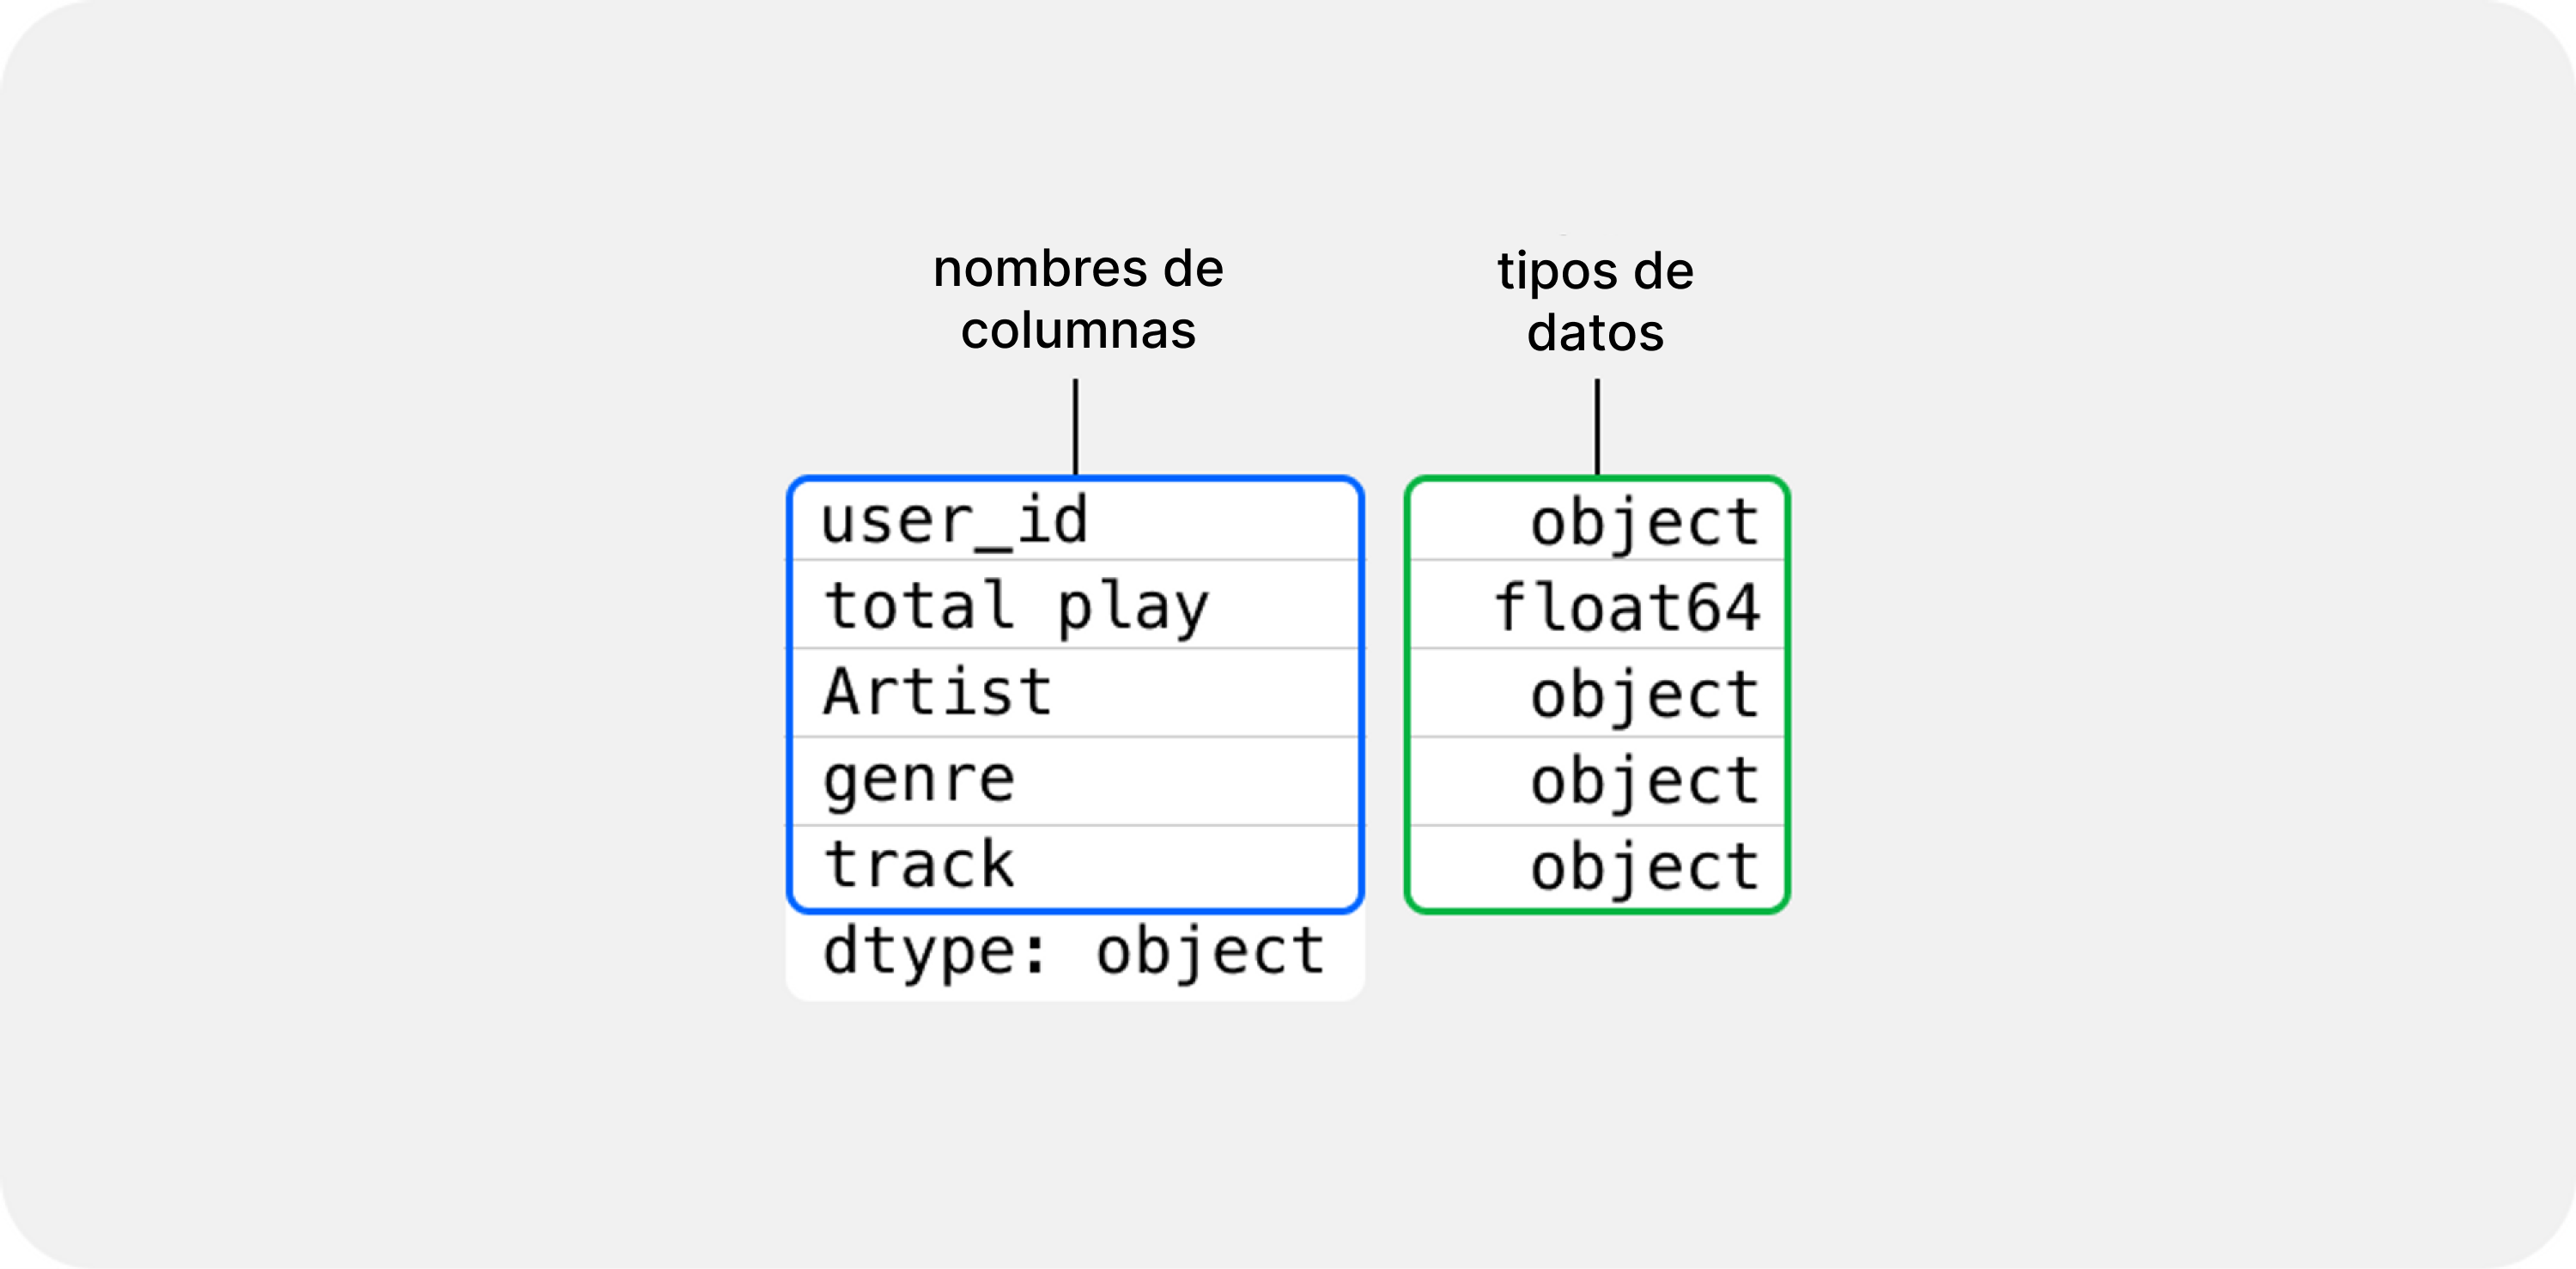 nombres de
columnas
tipos de
datos
user_id object
total play float64
Artist object
genre object
track object
dtype: object